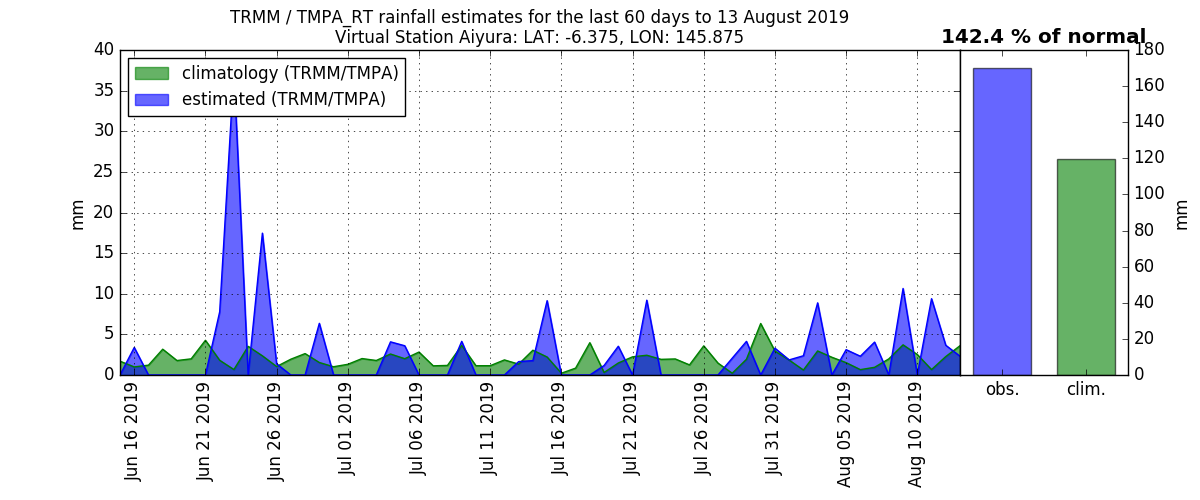 TRMM / TMPA_RT rainfall estimates for the last 60 days to 13 August 2019
Virtual Station Aiyura: LAT: -6.375, LON: 145.875
142.4 % of normal
climatology (TRMM/TMPA)
estimated (TRMM/TMPA)
40
35
30
25
20
15
10
5
0
mm
180
160
140
120
100
80
60
40
20
0
mm
obs.
clim.
Jun 16 2019
Jun 21 2019
Jun 26 2019
Jul 01 2019
Jul 06 2019
Jul 11 2019
Jul 16 2019
Jul 21 2019
Jul 26 2019
Jul 31 2019
Aug 05 2019
Aug 10 2019